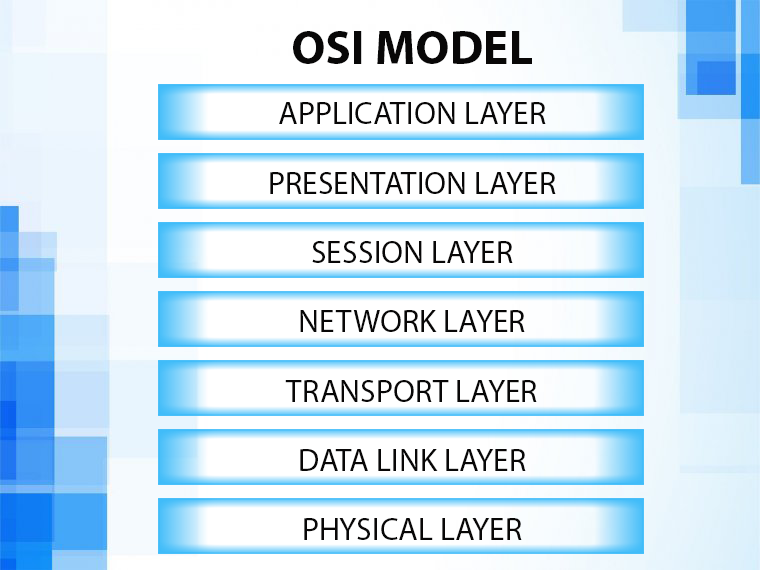 OSI MODEL
APPLICATION LAYER
PRESENTATION LAYER
SESSION LAYER
NETWORK LAYER
TRANSPORT LAYER
DATA LINK LAYER
PHYSICAL LAYER